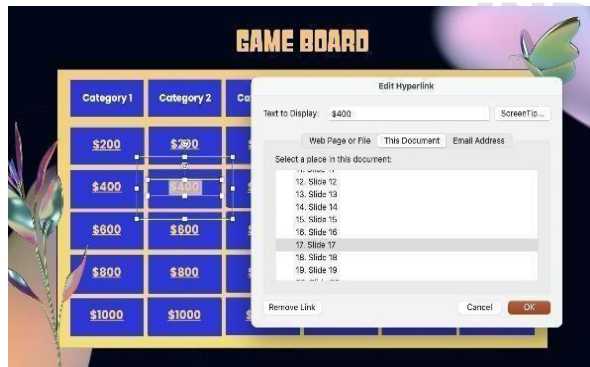 GAME BOARD
Category 1
Category 2
Ca
Edit Hyperlink
Text to Display: $400
ScreenTip...
Web Page or File
This Document
Email Address
Select a place in this document:
12. Slide 12
13. Slide 13
14. Slide 14
15. Slide 15
16. Slide 16
17. Slide 17
18. Slide 18
19. Slide 19
Remove Link
Cancel
OK
$200
$200
$400
$400
$600
$600
$800
$800
$1000
$1000